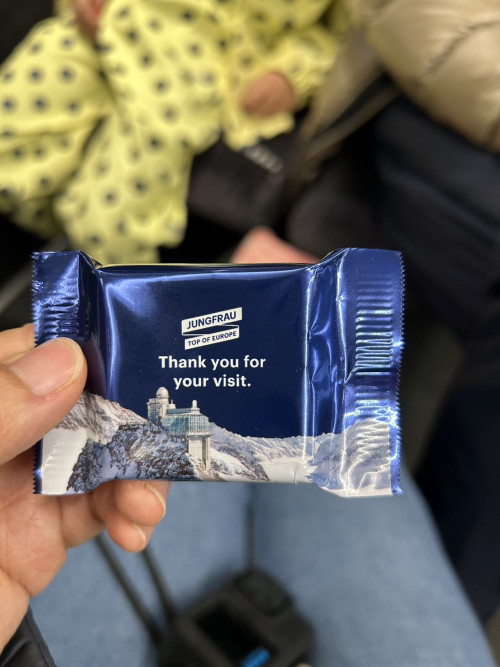 JUNGFRAU
TOP OF EUROPE
Thank you for
your visit.